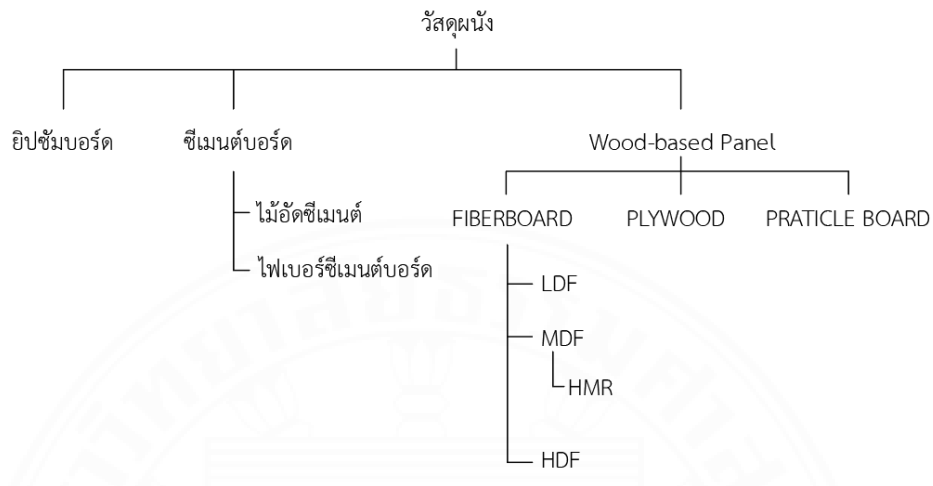 วัสดุผนัง
ยิปซัมบอร์ด
ซีเมนต์บอร์ด
Wood-based Panel
ไม้อัดซีเมนต์
ไฟเบอร์ซีเมนต์บอร์ด
FIBERBOARD
PLYWOOD
PRATICLE BOARD
LDF
MDF
HMR
HDF